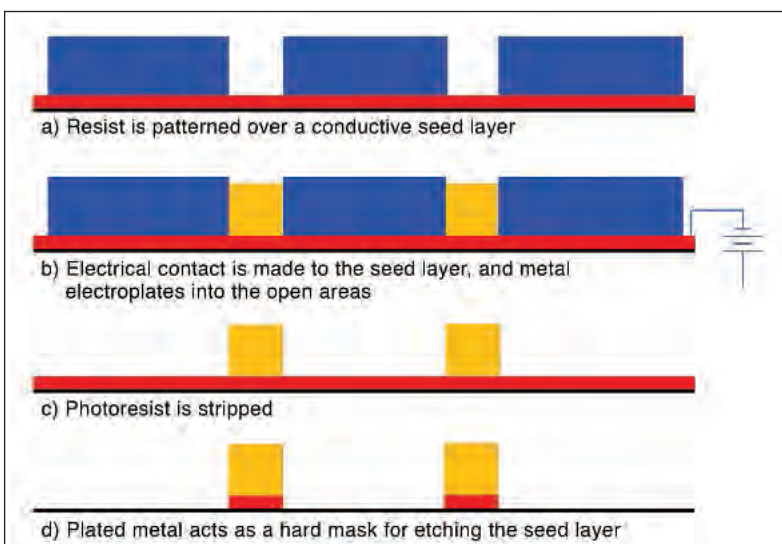 a) Resist is patterned over a conductive seed layer
b) Electrical contact is made to the seed layer, and metal
electroplates into the open areas
c) Photoresist is stripped
d) Plated metal acts as a hard mask for etching the seed layer